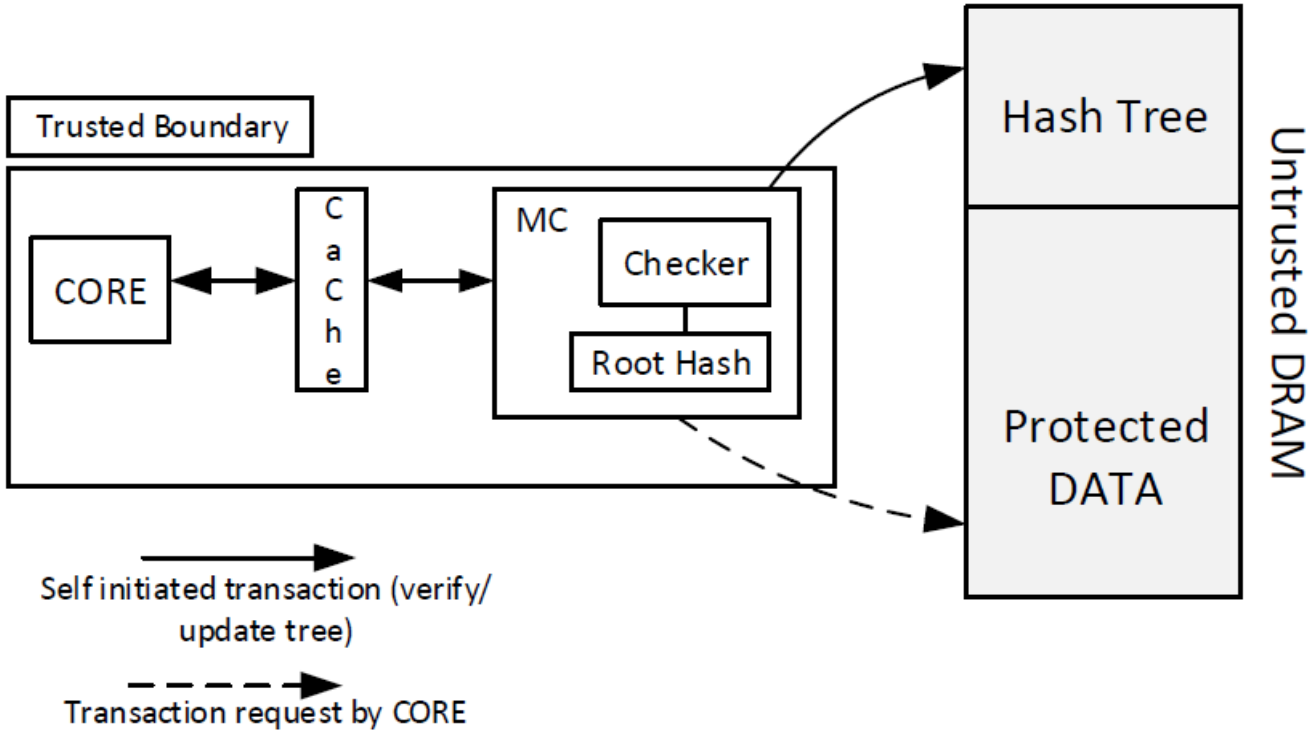 Trusted Boundary
CORE
C
a
C
h
e
MC
Checker
Root Hash
Hash Tree
Protected
DATA
Untrusted DRAM
Self initiated transaction (verify/
update tree)
Transaction request by CORE